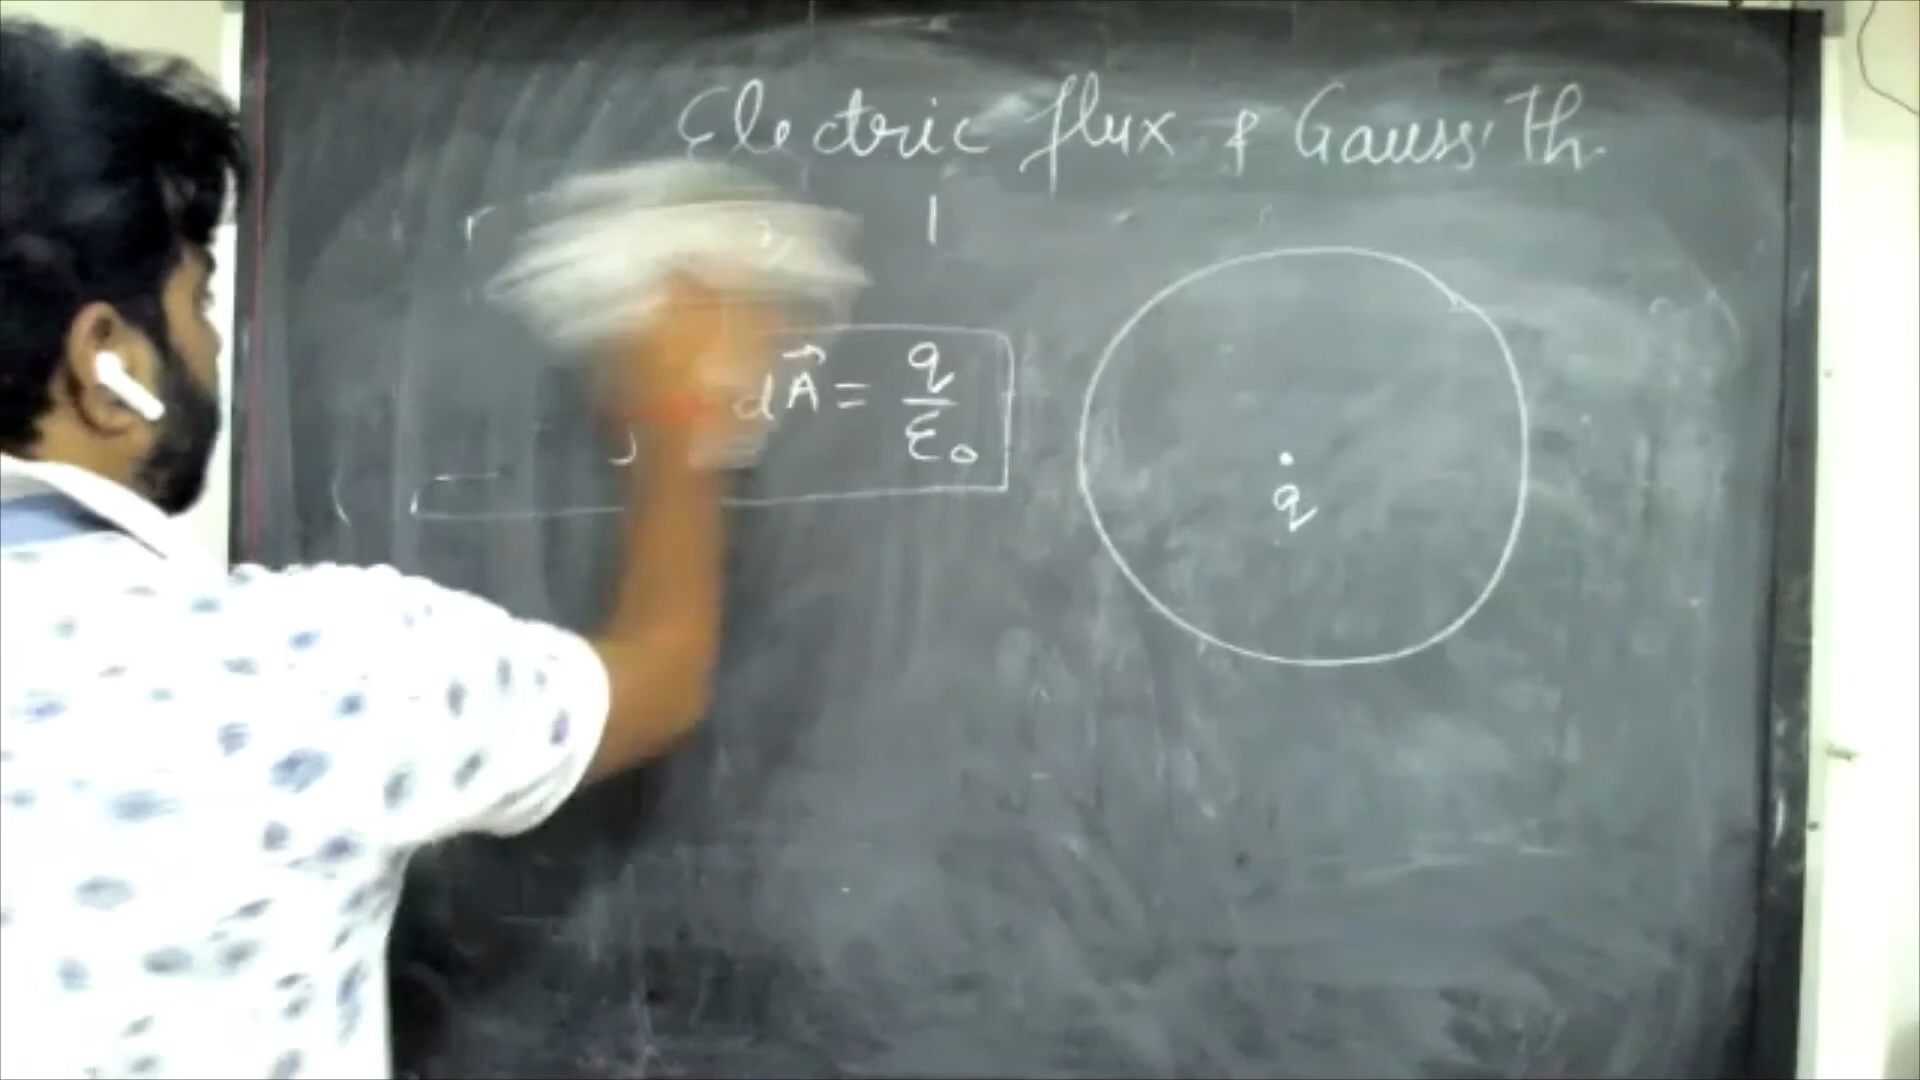 Electric flux & Gauss' Th.
dA⃗ = q/ε₀
q